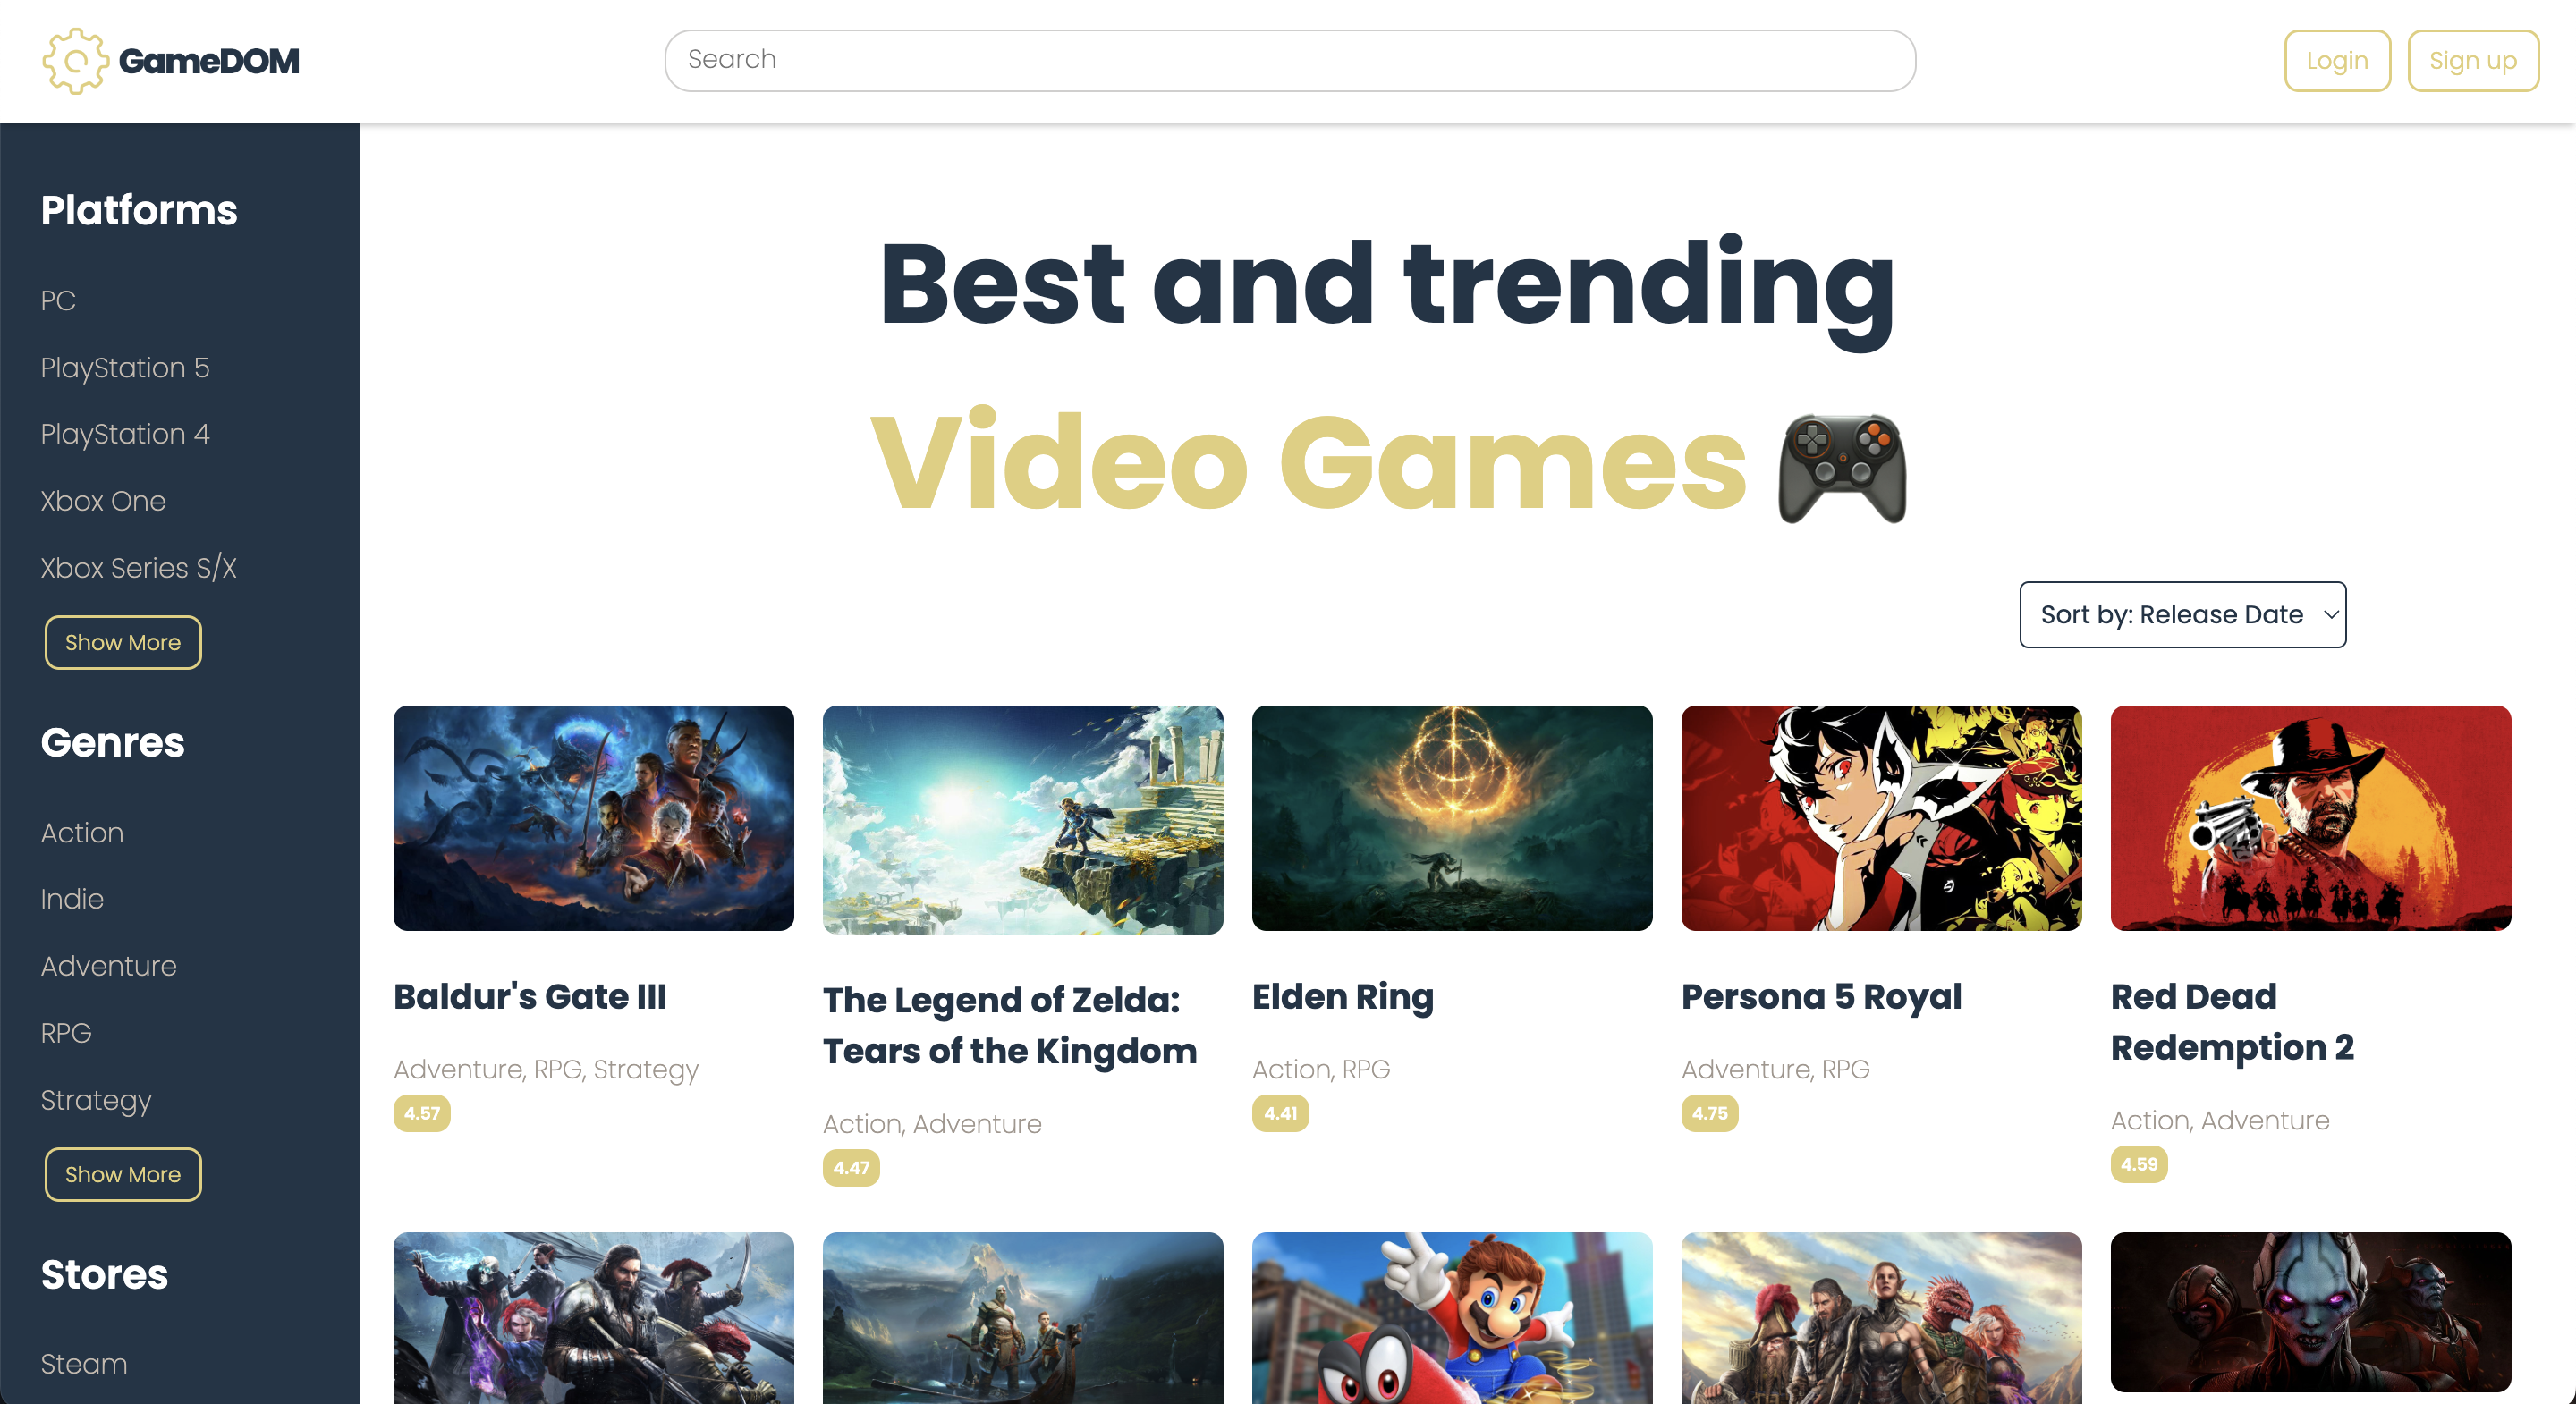 GameDOM
Search
Login
Sign up
Platforms
PC
PlayStation 5
PlayStation 4
Xbox One
Xbox Series S/X
Show More
Genres
Action
Indie
Adventure
RPG
Strategy
Show More
Stores
Steam
Best and trending
Video Games
Sort by: Release Date
Baldur's Gate III
Adventure, RPG, Strategy
4.57
The Legend of Zelda:
Tears of the Kingdom
Action, Adventure
4.47
Elden Ring
Action, RPG
4.41
Persona 5 Royal
Adventure, RPG
4.75
Red Dead
Redemption 2
Action, Adventure
4.59